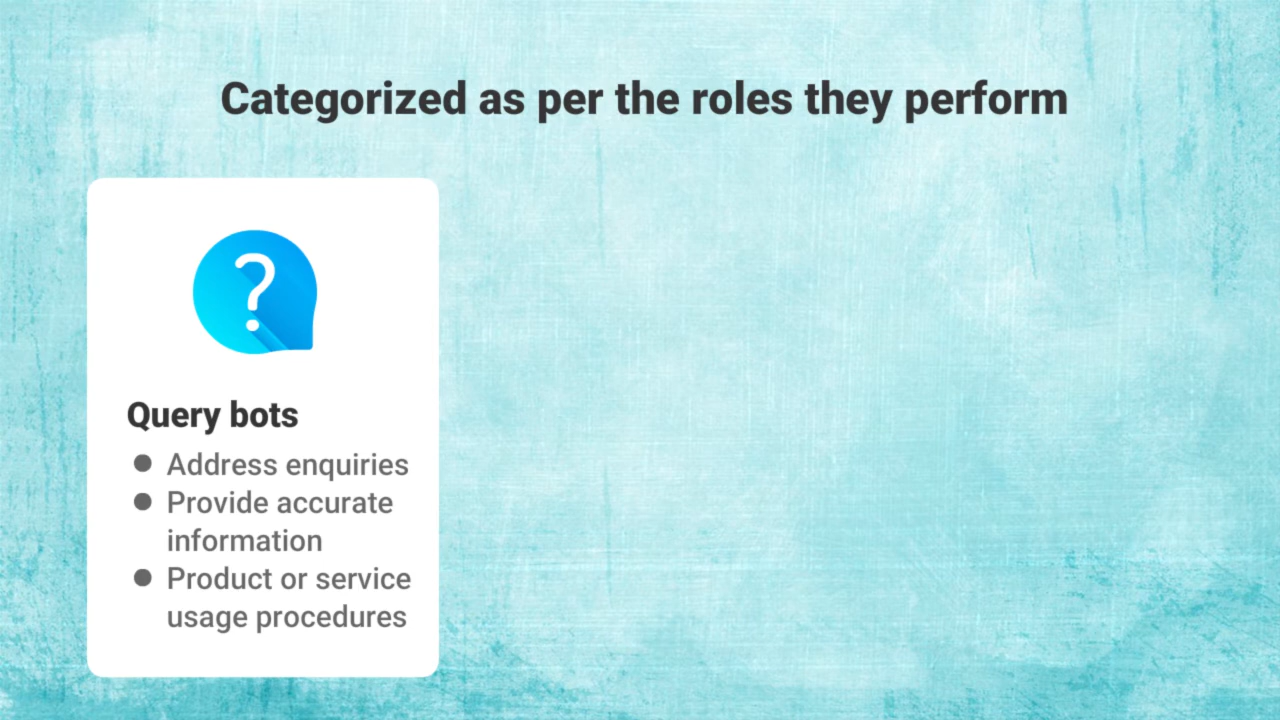 Categorized as per the roles they perform
?
Query bots
● Address enquiries
● Provide accurate
information
● Product or service
usage procedures